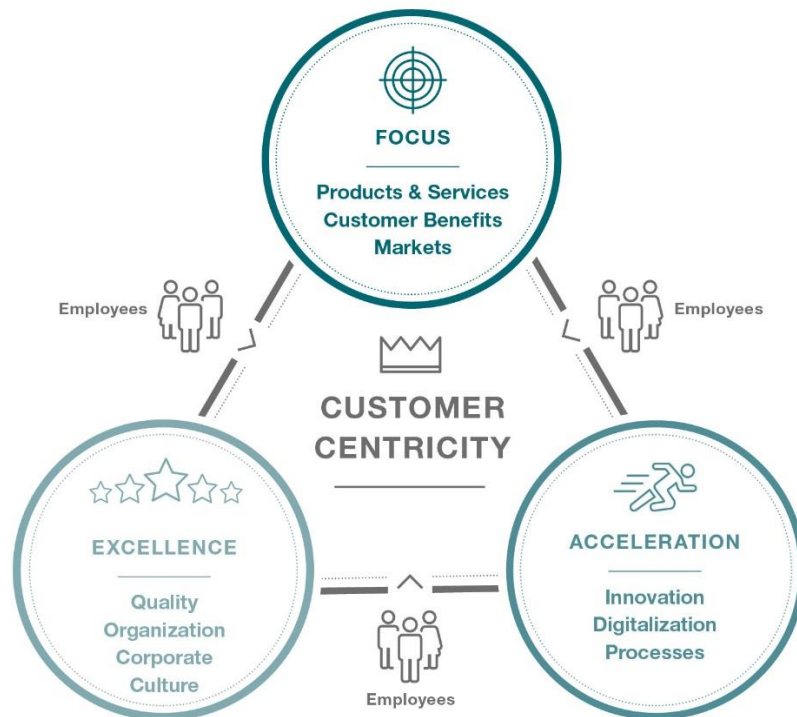 FOCUS
Products & Services
Customer Benefits
Markets
Employees
Employees
CUSTOMER
CENTRICITY
EXCELLENCE
Quality
Organization
Corporate
Culture
ACCELERATION
Innovation
Digitalization
Processes
Employees